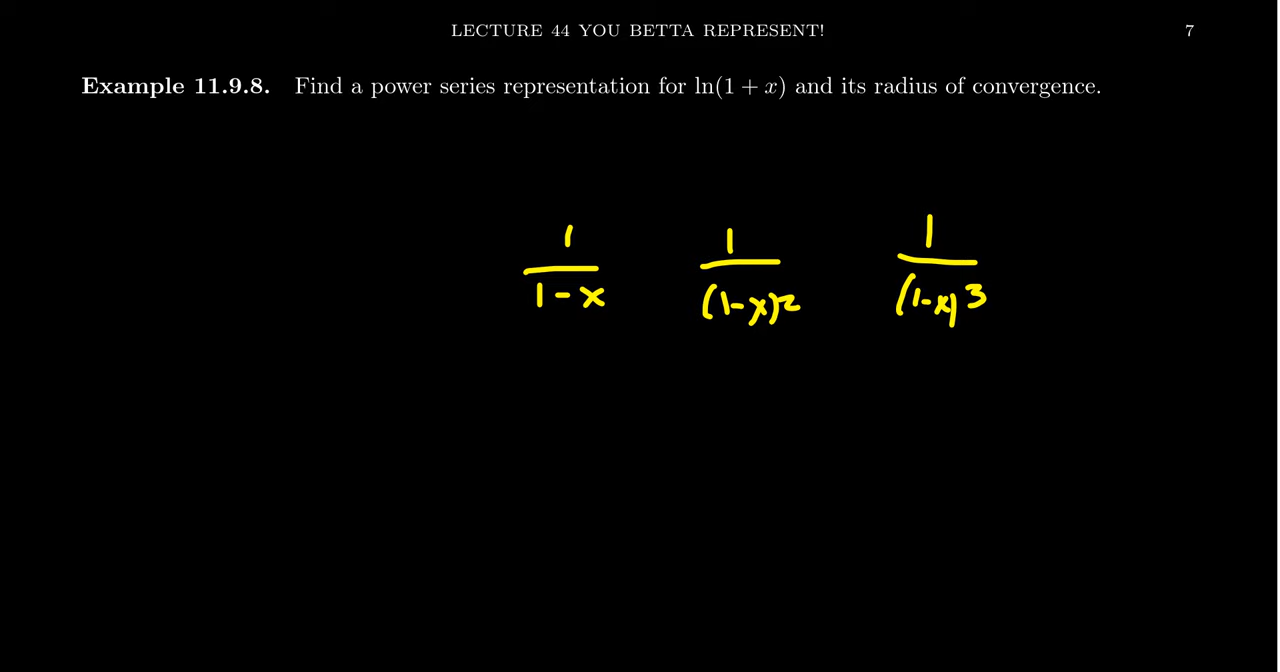 LECTURE 44 YOU BETTA REPRESENT! 7
Example 11.9.8. Find a power series representation for ln(1 + x) and its radius of convergence.
1 1 1
1 - x (1-x)2 (1-x)3